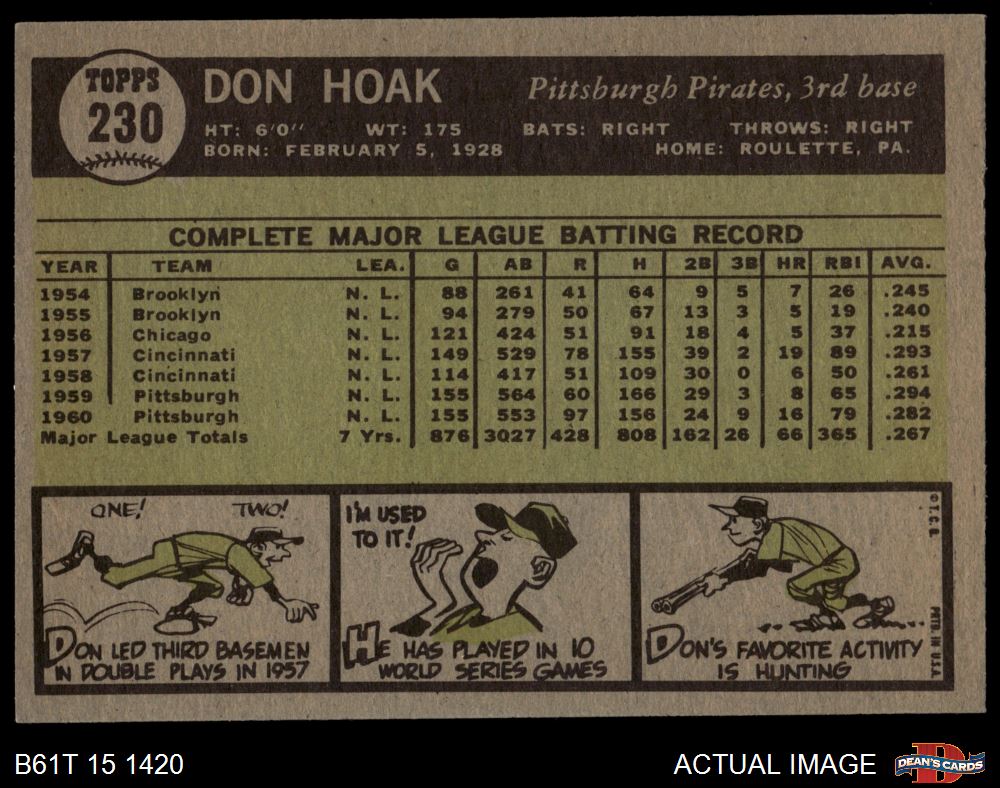 TOPPS
230
DON HOAK
Pittsburgh Pirates, 3rd base
HT: 6'0" WT: 175 BATS: RIGHT THROWS: RIGHT
BORN: FEBRUARY 5, 1928 HOME: ROULETTE, PA.
COMPLETE MAJOR LEAGUE BATTING RECORD
YEAR TEAM LEA. G AB R H 2B 3B HR RBI AVG.
1954 Brooklyn N. L. 88 261 41 64 9 5 7 26 .245
1955 Brooklyn N. L. 94 279 50 67 13 3 5 19 .240
1956 Chicago N. L. 121 424 51 91 18 4 5 37 .215
1957 Cincinnati N. L. 149 529 78 155 39 2 19 89 .293
1958 Cincinnati N. L. 114 417 51 109 30 0 6 50 .261
1959 Pittsburgh N. L. 155 564 60 166 29 3 8 65 .294
1960 Pittsburgh N. L. 155 553 97 156 24 9 16 79 .282
Major League Totals 7 Yrs. 876 3027 428 808 162 26 66 365 .267
ONE! TWO!
DON LED THIRD BASEMEN
IN DOUBLE PLAYS IN 1957
I'M USED
TO IT!
HE HAS PLAYED IN 10
WORLD SERIES GAMES
DON'S FAVORITE ACTIVITY
IS HUNTING
© T.C.G.
PRTD. IN U.S.A.
B61T 15 1420
ACTUAL IMAGE
D
DEAN'S CARDS